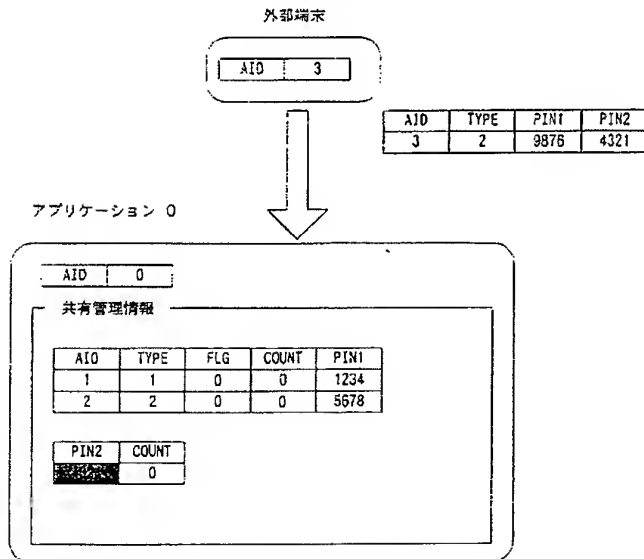 外部端末
AID 3
AID TYPE PIN1 PIN2
3 2 9876 4321
アプリケーション 0
AID 0
共有管理情報
AID TYPE FLG COUNT PIN1
1 1 0 0 1234
2 2 0 0 5678
PIN2 COUNT
0